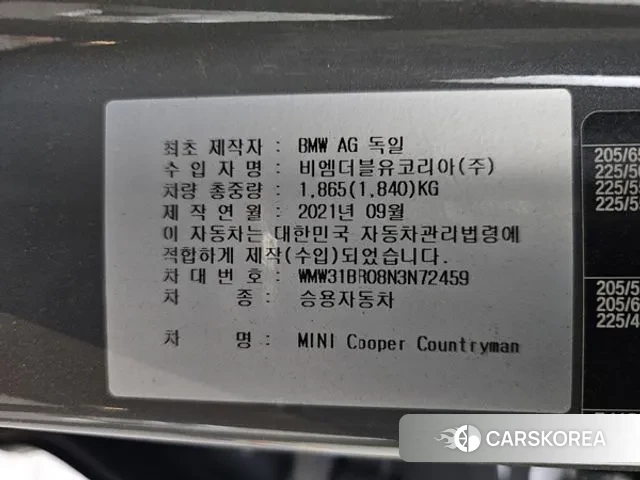 최초 제작자 : BMW AG 독일
수 입 자 명 : 비엠더블유코리아(주)
차량 총중량 : 1,865(1,840)KG
제 작 연 월 : 2021년 09월
이 자동차는 대한민국 자동차관리법령에
적합하게 제작(수입)되었습니다.
차 대 번 호 : WMW31BR08N3N72459
차 종 : 승용자동차
차 명 : MINI Cooper Countryman
205/65
225/5
225/5
225/
205/5
205/6
225/4
CARSKOREA